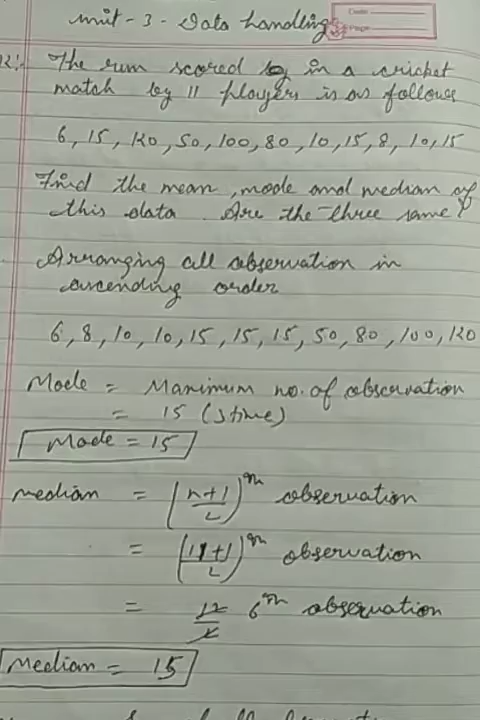 Unit - 3 - Data handling
Date
Page
The rum scored by in a cricket
match by 11 players is as follows
6, 15, 120, 50, 100, 80, 10, 15, 8, 10, 15
Find the mean, mode and median of
this data. Are the three same?
Arranging all observation in
ascending order
6, 8, 10, 10, 15, 15, 15, 50, 80, 100, 120
Mode = Maximum no. of observation
= 15 (3 time)
Mode = 15
median = (n+1/2)th observation
= (11+1/2)th observation
= 12/2 6th observation
Median = 15